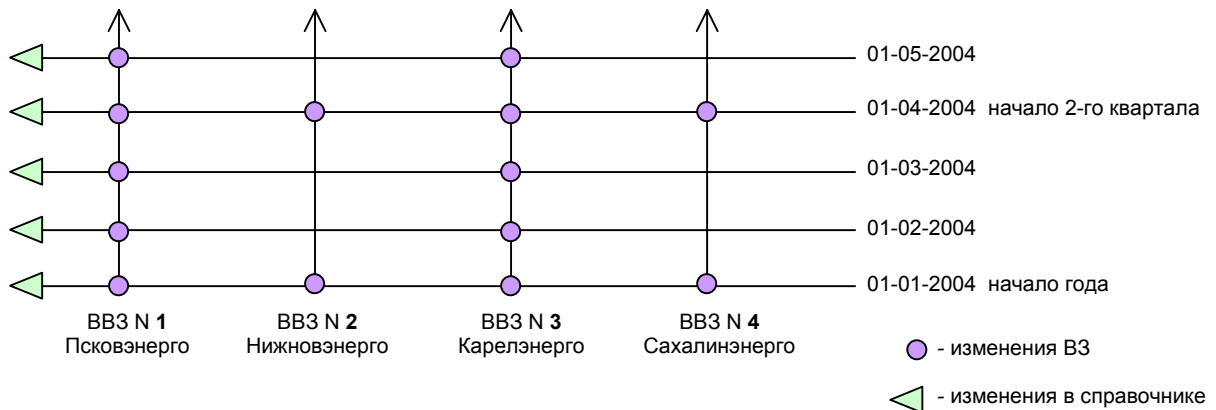 01-05-2004
01-04-2004 начало 2-го квартала
01-03-2004
01-02-2004
01-01-2004 начало года
ВВЗ N 1
Псковэнерго
ВВЗ N 2
Нижновэнерго
ВВЗ N 3
Карелэнерго
ВВЗ N 4
Сахалинэнерго
- изменения ВЗ
- изменения в справочнике